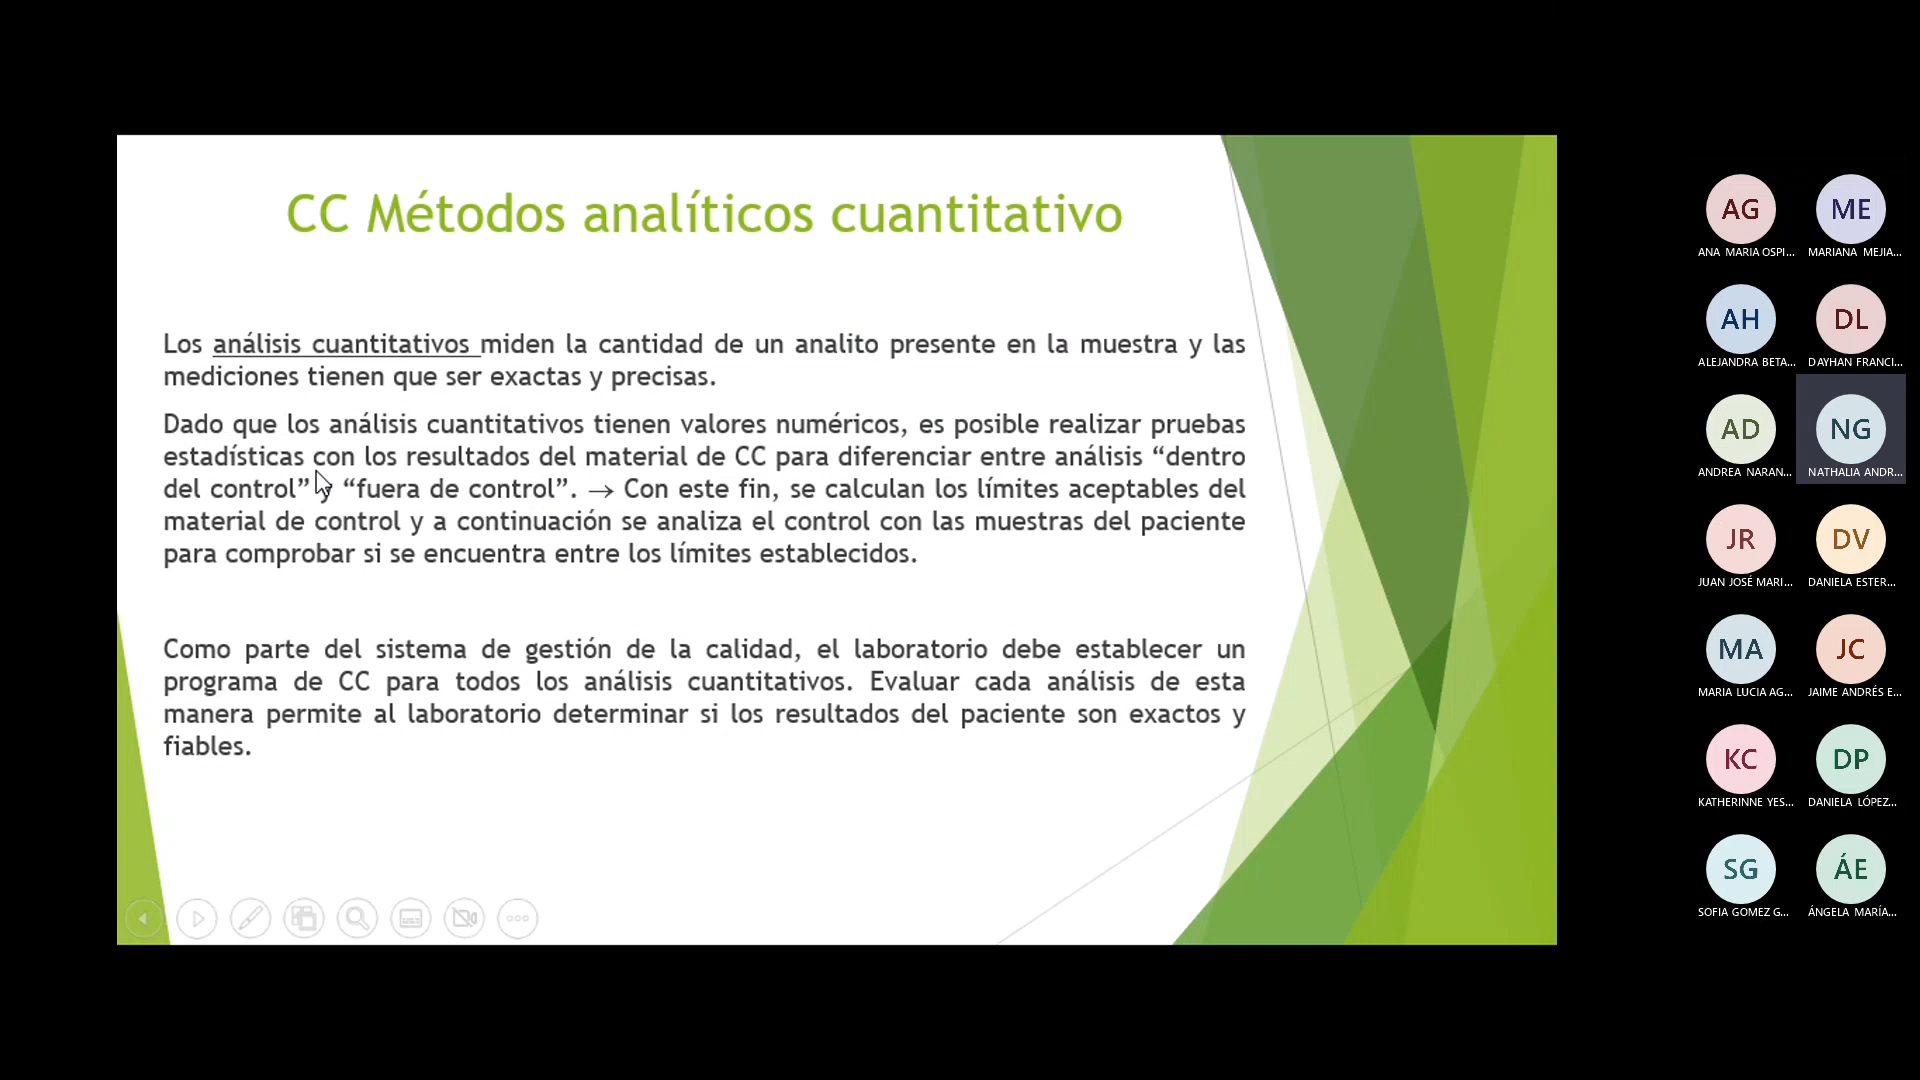 CC Métodos analíticos cuantitativo
Los análisis cuantitativos miden la cantidad de un analito presente en la muestra y las
mediciones tienen que ser exactas y precisas.
Dado que los análisis cuantitativos tienen valores numéricos, es posible realizar pruebas
estadísticas con los resultados del material de CC para diferenciar entre análisis “dentro
del control” y “fuera de control”. → Con este fin, se calculan los límites aceptables del
material de control y a continuación se analiza el control con las muestras del paciente
para comprobar si se encuentra entre los límites establecidos.
Como parte del sistema de gestión de la calidad, el laboratorio debe establecer un
programa de CC para todos los análisis cuantitativos. Evaluar cada análisis de esta
manera permite al laboratorio determinar si los resultados del paciente son exactos y
fiables.
AG
ANA MARIA OSPI...
ME
MARIANA MEJIA...
AH
ALEJANDRA BETA...
DL
DAYHAN FRANCI...
AD
ANDREA NARAN...
NG
NATHALIA ANDR...
JR
JUAN JOSÉ MARI...
DV
DANIELA ESTER...
MA
MARIA LUCIA AG...
JC
JAIME ANDRÉS E...
KC
KATHERINNE YES...
DP
DANIELA LÓPEZ...
SG
SOFIA GOMEZ G...
ÁE
ÁNGELA MARÍA...